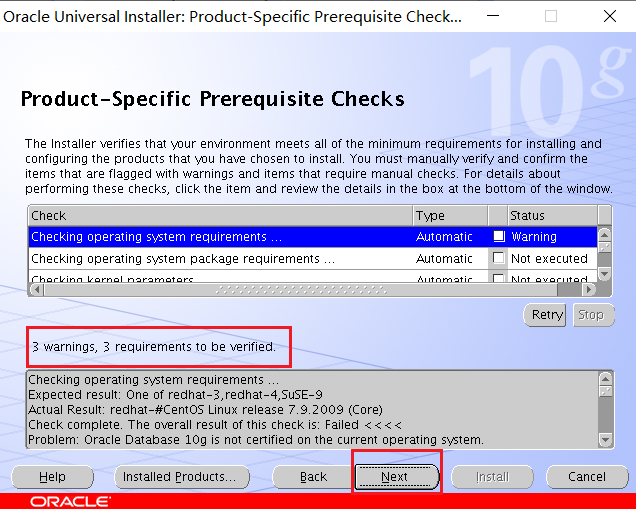 Oracle Universal Installer: Product-Specific Prerequisite Check...
10g
Product-Specific Prerequisite Checks
The Installer verifies that your environment meets all of the minimum requirements for installing and
configuring the products that you have chosen to install. You must manually verify and confirm the
items that are flagged with warnings and items that require manual checks. For details about
performing these checks, click the item and review the details in the box at the bottom of the window.
Check Type Status
Checking operating system requirements ... Automatic Warning
Checking operating system package requirements ... Automatic Not executed
Checking kernel parameters Automatic Not executed
Retry Stop
3 warnings, 3 requirements to be verified.
Checking operating system requirements ...
Expected result: One of redhat-3,redhat-4,SuSE-9
Actual Result: redhat-#CentOS Linux release 7.9.2009 (Core)
Check complete. The overall result of this check is: Failed <<<<
Problem: Oracle Database 10g is not certified on the current operating system.
Help Installed Products... Back Next Install Cancel
ORACLE